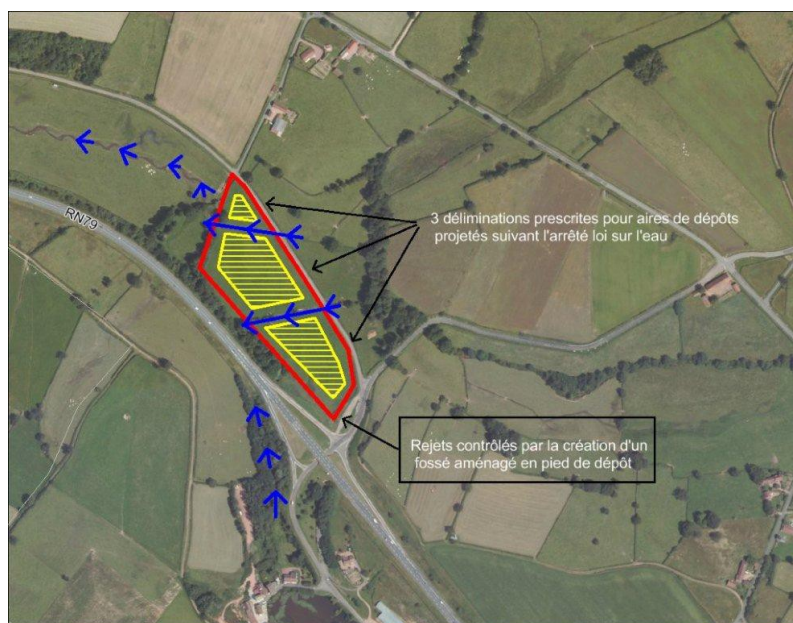 3 déliminations prescrites pour aires de dépôts
projetés suivant l'arrêté loi sur l'eau
RN79
Rejets contrôlés par la création d'un
fossé aménagé en pied de dépôt